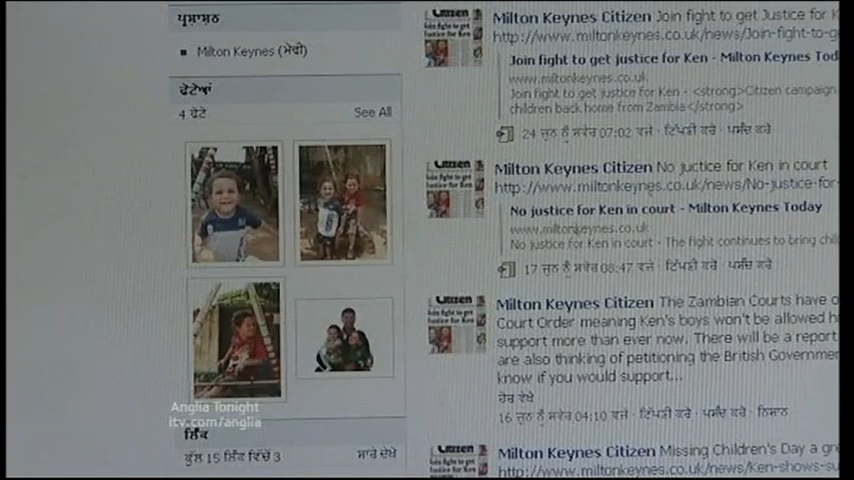 ਪ੍ਰਸ਼ਾਸ਼ਨ
Milton Keynes (ਮੋਢੀ)
ਫੋਟੋਆਂ
4 ਫੋਟੋ
See All
Anglia Tonight
itv.com/anglia
ਲਿੰਕ
ਕੁੱਲ 15 ਲਿੰਕ ਵਿੱਚੋਂ 3
ਸਾਰੇ ਦੇਖੋ
Milton Keynes Citizen Join fight to get Justice for
http://www.miltonkeynes.co.uk/news/Join-fight-to-g
Join fight to get justice for Ken - Milton Keynes Tod
www.miltonkeynes.co.uk
Join fight to get justice for Ken - <strong>Citizen campaign
children back home from Zambia</strong>
24 ਜੂਨ ਨੂੰ ਸਵੇਰ 07:02 ਵਜੇ · ਟਿੱਪਣੀ ਕਰੋ · ਪਸੰਦ ਕਰੋ
Milton Keynes Citizen No juctice for Ken in court
http://www.miltonkeynes.co.uk/news/No-justice-for-
No justice for Ken in court - Milton Keynes Today
www.miltonkeynes.co.uk
No justice for Ken in court - The fight continues to bring chil
17 ਜੂਨ ਨੂੰ ਸਵੇਰ 08:47 ਵਜੇ · ਟਿੱਪਣੀ ਕਰੋ · ਪਸੰਦ ਕਰੋ
Milton Keynes Citizen The Zambian Courts have o
Court Order meaning Ken's boys won't be allowed h
support more than ever now. There will be a report
are also thinking of petitioning the British Governme
know if you would support...
ਹੋਰ ਵੇਖੋ
16 ਜੂਨ ਨੂੰ ਸਵੇਰ 04:10 ਵਜੇ · ਟਿੱਪਣੀ ਕਰੋ · ਪਸੰਦ ਕਰੋ · ਨਿਸ਼ਾਨ
Milton Keynes Citizen Missing Children's Day a gre
http://www.miltonkeynes.co.uk/news/Ken-shows-su